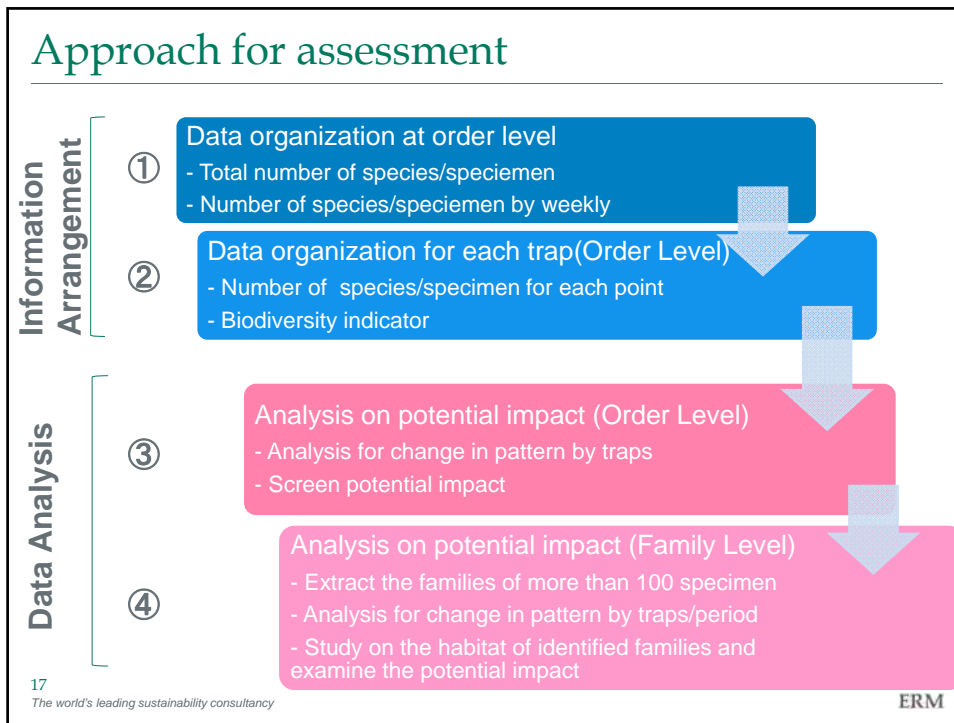 Approach for assessment
Information
Arrangement
①
Data organization at order level
- Total number of species/speciemen
- Number of species/speciemen by weekly
②
Data organization for each trap(Order Level)
- Number of  species/specimen for each point
- Biodiversity indicator
Data Analysis
③
Analysis on potential impact (Order Level)
- Analysis for change in pattern by traps
- Screen potential impact
④
Analysis on potential impact (Family Level)
- Extract the families of more than 100 specimen
- Analysis for change in pattern by traps/period
- Study on the habitat of identified families and
examine the potential impact
17
The world's leading sustainability consultancy
ERM